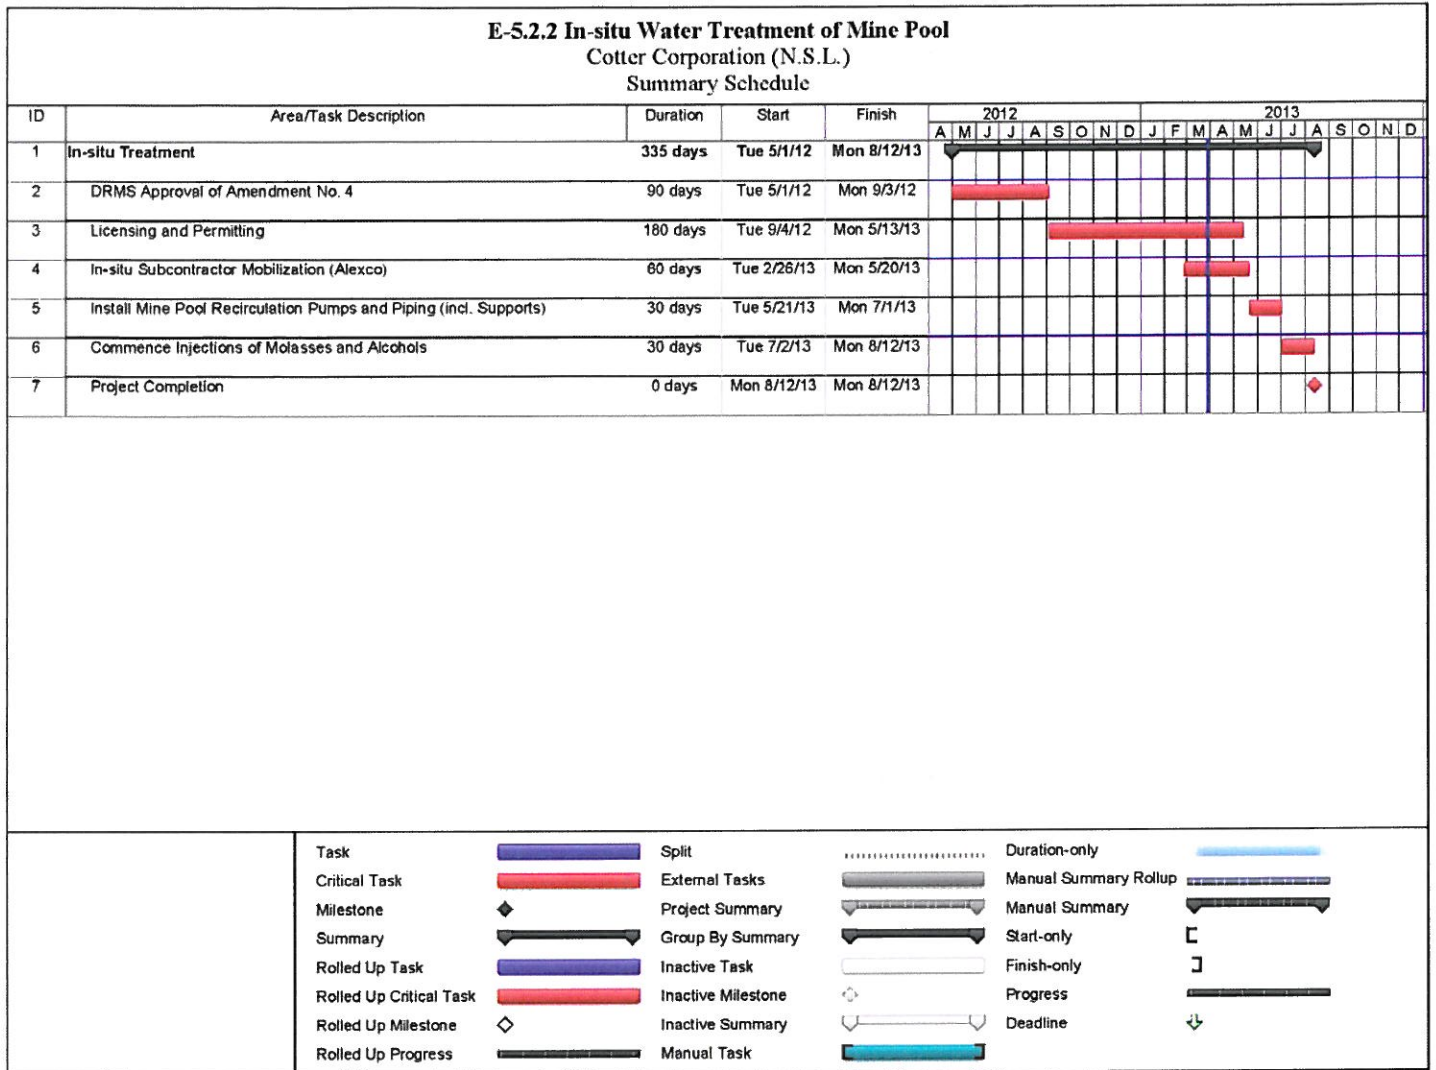 E-5.2.2 In-situ Water Treatment of Mine Pool
Cotter Corporation (N.S.L.)
Summary Schedule
ID Area/Task Description Duration Start Finish 2012 2013
A M J J A S O N D J F M A M J J A S O N D
1 In-situ Treatment 335 days Tue 5/1/12 Mon 8/12/13
2 DRMS Approval of Amendment No. 4 90 days Tue 5/1/12 Mon 9/3/12
3 Licensing and Permitting 180 days Tue 9/4/12 Mon 5/13/13
4 In-situ Subcontractor Mobilization (Alexco) 60 days Tue 2/26/13 Mon 5/20/13
5 Install Mine Pool Recirculation Pumps and Piping (incl. Supports) 30 days Tue 5/21/13 Mon 7/1/13
6 Commence Injections of Molasses and Alcohols 30 days Tue 7/2/13 Mon 8/12/13
7 Project Completion 0 days Mon 8/12/13 Mon 8/12/13
Task Split Duration-only
Critical Task External Tasks Manual Summary Rollup
Milestone Project Summary Manual Summary
Summary Group By Summary Start-only
Rolled Up Task Inactive Task Finish-only
Rolled Up Critical Task Inactive Milestone Progress
Rolled Up Milestone Inactive Summary Deadline
Rolled Up Progress Manual Task